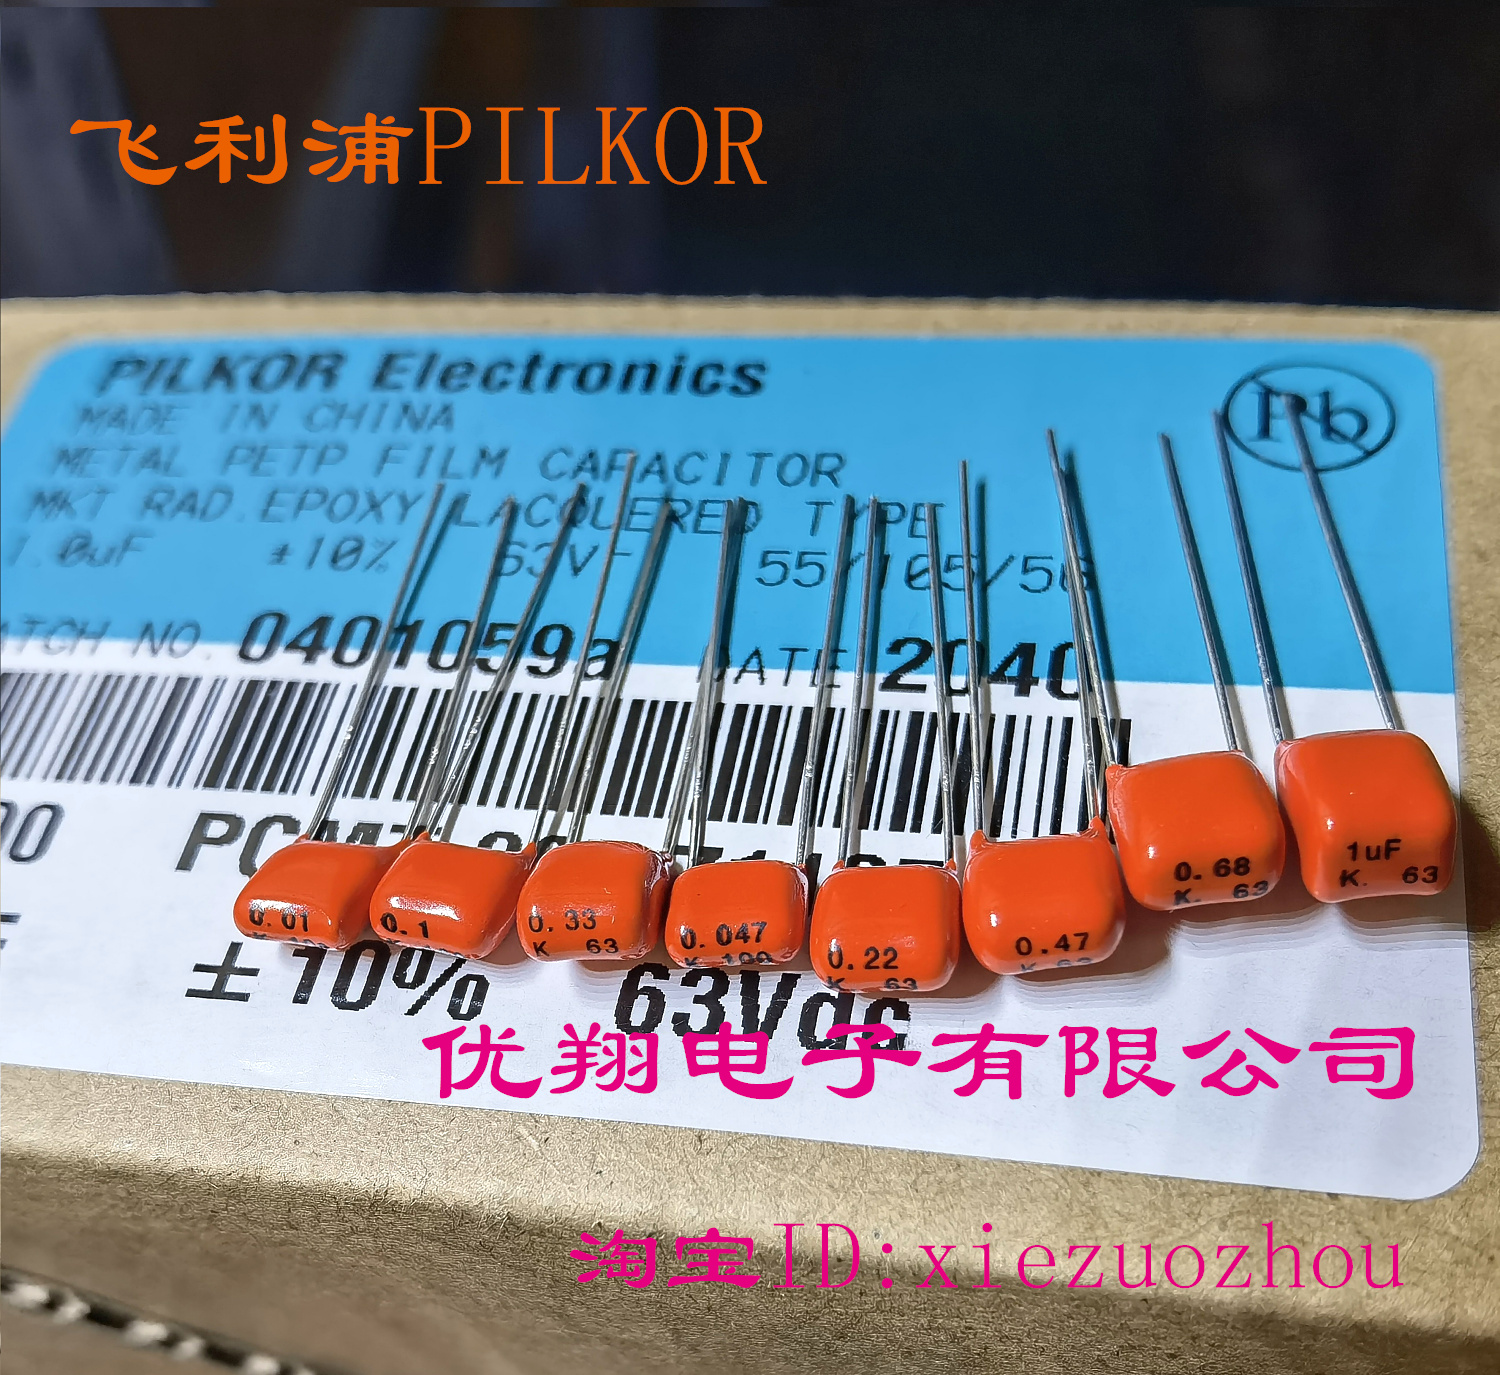 飞利浦PILKOR
PILKOR Electronics
MADE IN CHINA
METAL PETP FILM CAPACITOR
MKT RAD.EPOXY LACQUERED TYPE
1.0uF ±10% 63V- 55/105/56
NO. 0401059a DATE 2040
±10% 63Vdc
0.01
0.1
0.33
K 63
0.047
K 100
0.22
K 63
0.47
K 63
0.68
K. 63
1uF
K. 63
优翔电子有限公司
淘宝ID:xiezuozhou